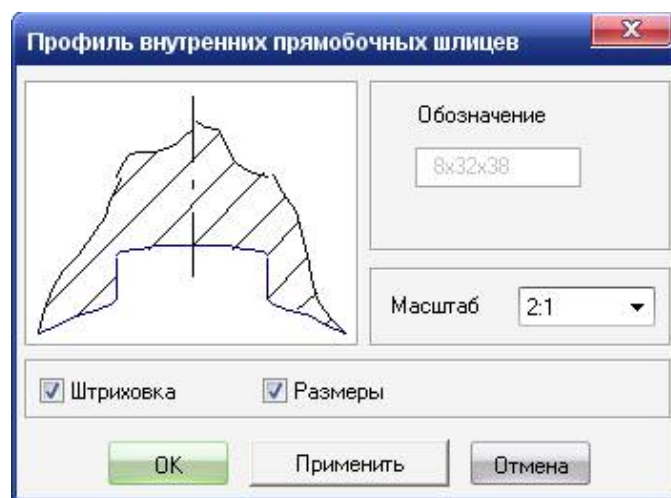 Профиль внутренних прямобочных шлицев
Обозначение
8x32x38
Масштаб 2:1
Штриховка Размеры
OK Применить Отмена